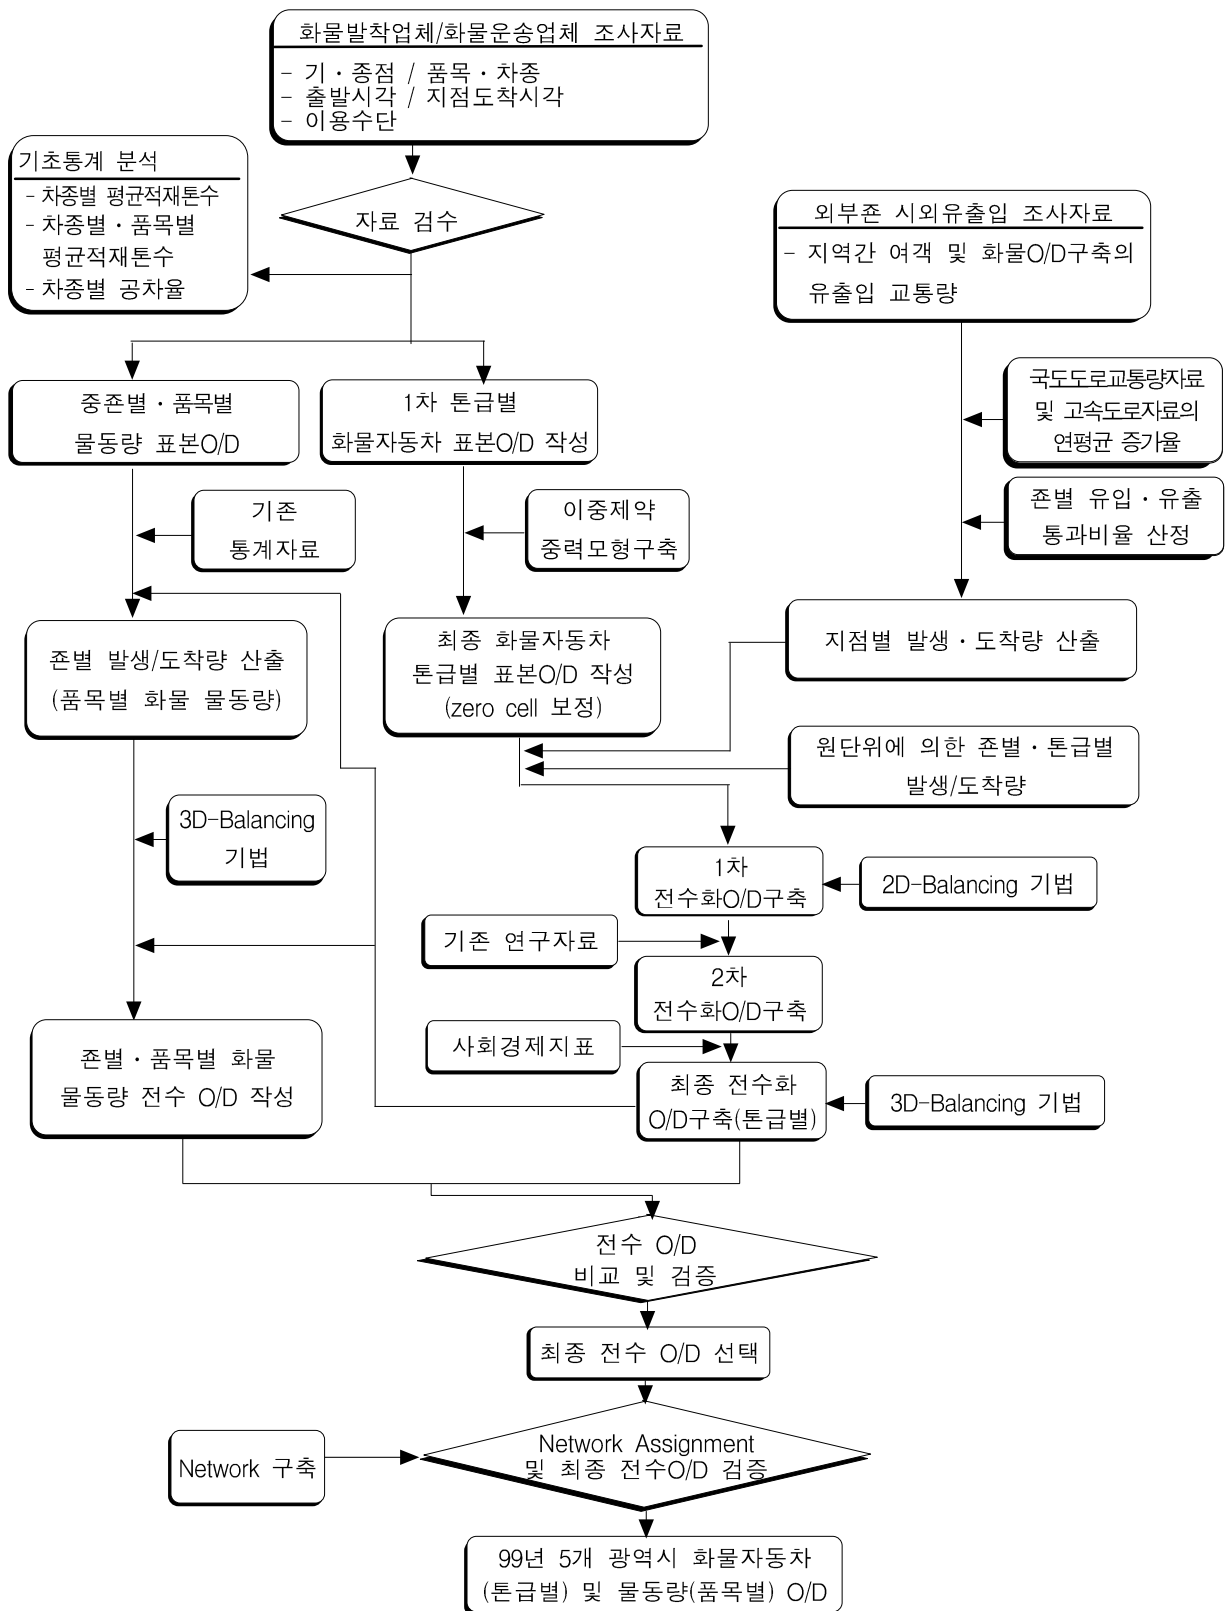 화물발착업체/화물운송업체 조사자료
- 기·종점 / 품목·차종
- 출발시각 / 지점도착시각
- 이용수단
기초통계 분석
- 차종별 평균적재톤수
- 차종별·품목별
평균적재톤수
- 차종별 공차율
자료 검수
외부죤 시외유출입 조사자료
- 지역간 여객 및 화물O/D구축의
유출입 교통량
중죤별·품목별
물동량 표본O/D
1차 톤급별
화물자동차 표본O/D 작성
국도도로교통량자료
및 고속도로자료의
연평균 증가율
기존
통계자료
이중제약
중력모형구축
죤별 유입·유출
통과비율 산정
죤별 발생/도착량 산출
(품목별 화물 물동량)
최종 화물자동차
톤급별 표본O/D 작성
(zero cell 보정)
지점별 발생·도착량 산출
원단위에 의한 죤별·톤급별
발생/도착량
3D-Balancing
기법
1차
전수화O/D구축
2D-Balancing 기법
기존 연구자료
2차
전수화O/D구축
사회경제지표
죤별·품목별 화물
물동량 전수 O/D 작성
최종 전수화
O/D구축(톤급별)
3D-Balancing 기법
전수 O/D
비교 및 검증
최종 전수 O/D 선택
Network 구축
Network Assignment
및 최종 전수O/D 검증
99년 5개 광역시 화물자동차
(톤급별) 및 물동량(품목별) O/D